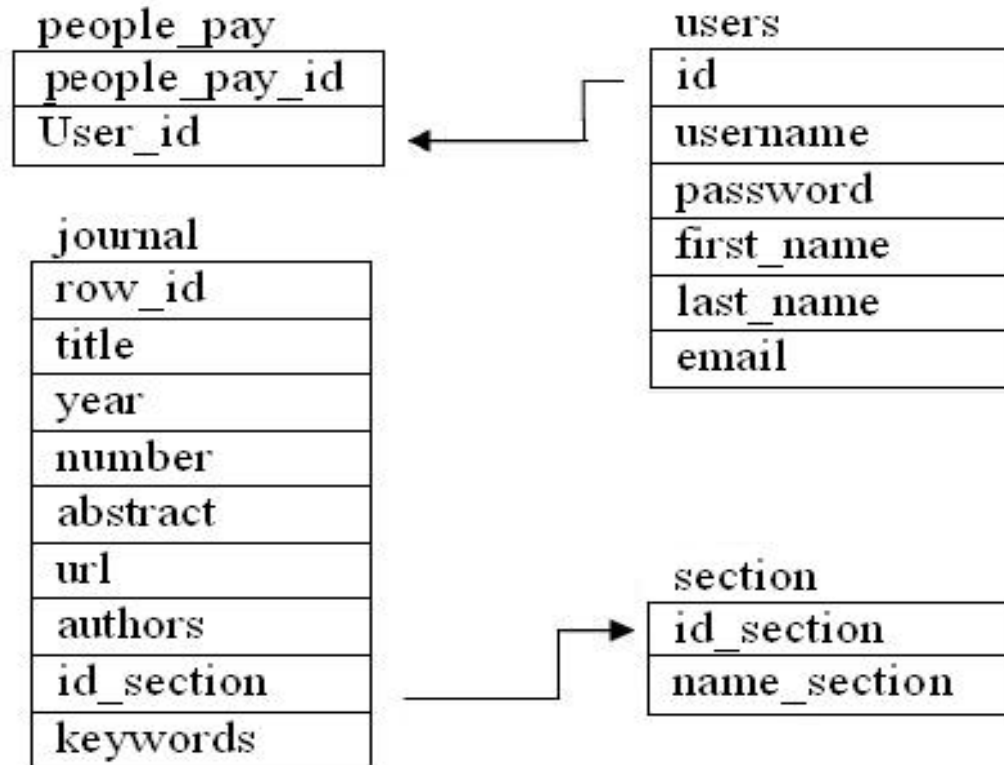 people_pay
people_pay_id
User_id
users
id
username
password
first_name
last_name
email
journal
row_id
title
year
number
abstract
url
authors
id_section
keywords
section
id_section
name_section